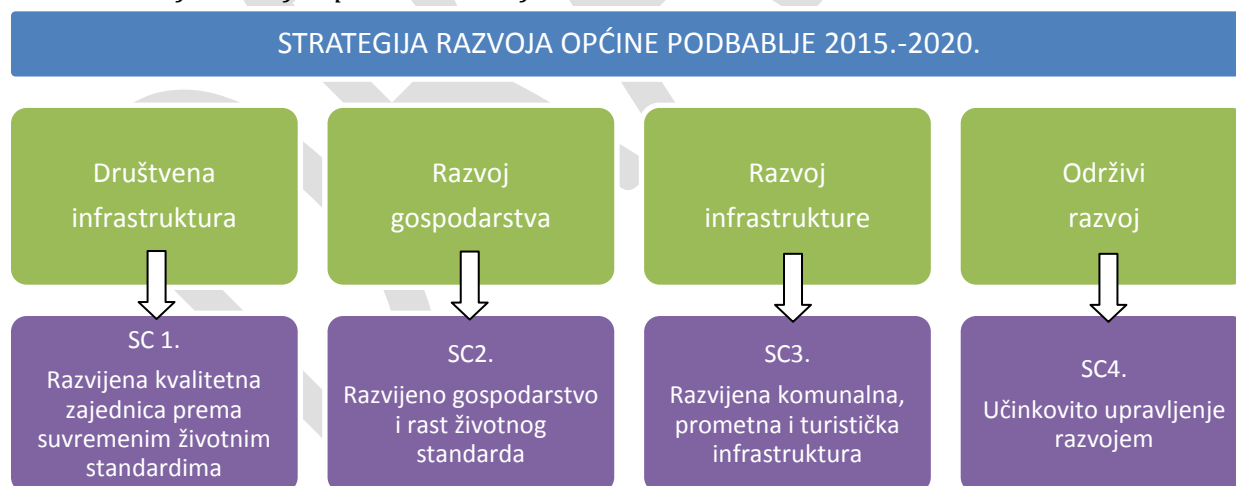 STRATEGIJA RAZVOJA OPĆINE PODBABLJE 2015.-2020.
Društvena
infrastruktura
Razvoj
gospodarstva
Razvoj
infrastrukture
Održivi
razvoj
SC 1.
Razvijena kvalitetna
zajednica prema
suvremenim životnim
standardima
SC2.
Razvijeno gospodarstvo
i rast životnog
standarda
SC3.
Razvijena komunalna,
prometna i turistička
infrastruktura
SC4.
Učinkovito upravljenje
razvojem